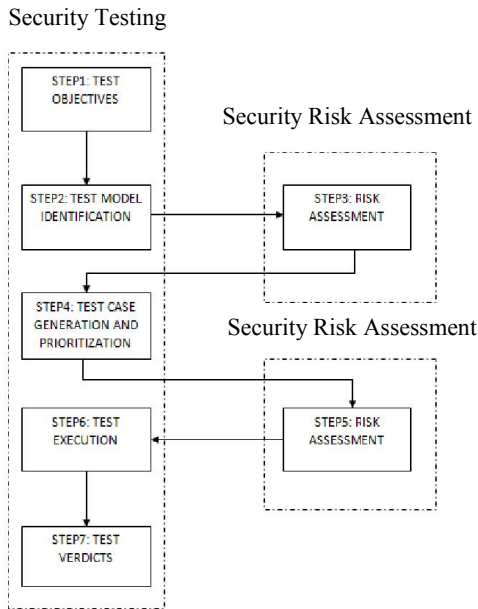 Security Testing
STEP1: TEST
OBJECTIVES
Security Risk Assessment
STEP2: TEST MODEL
IDENTIFICATION
STEP3: RISK
ASSESSMENT
STEP4: TEST CASE
GENERATION AND
PRIORITIZATION
Security Risk Assessment
STEP6: TEST
EXECUTION
STEP5: RISK
ASSESSMENT
STEP7: TEST
VERDICTS